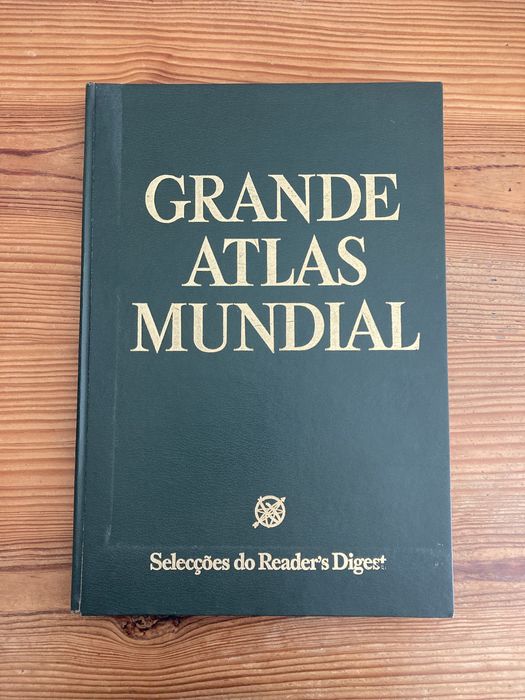 GRANDE
ATLAS
MUNDIAL
Selecções do Reader's Digest